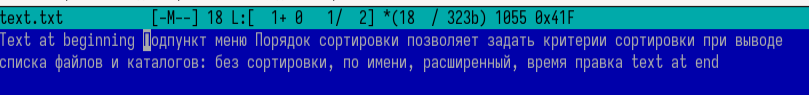 text.txt [-M--] 18 L:[ 1+ 0 1/ 2] *(18 / 323b) 1055 0x41F
Text at beginning Подпункт меню Порядок сортировки позволяет задать критерии сортировки при выводе
списка файлов и каталогов: без сортировки, по имени, расширенный, время правка text at end